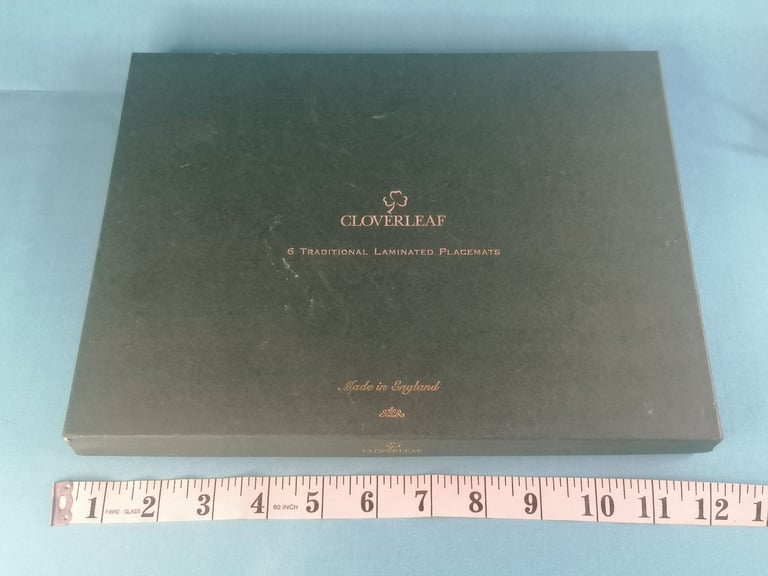 CLOVERLEAF
6 TRADITIONAL LAMINATED PLACEMATS
Made in England
CLOVERLEAF
1 FIBRE-GLASS 2 3 4 60 INCH 5 6 7 8 9 10 11 12 1